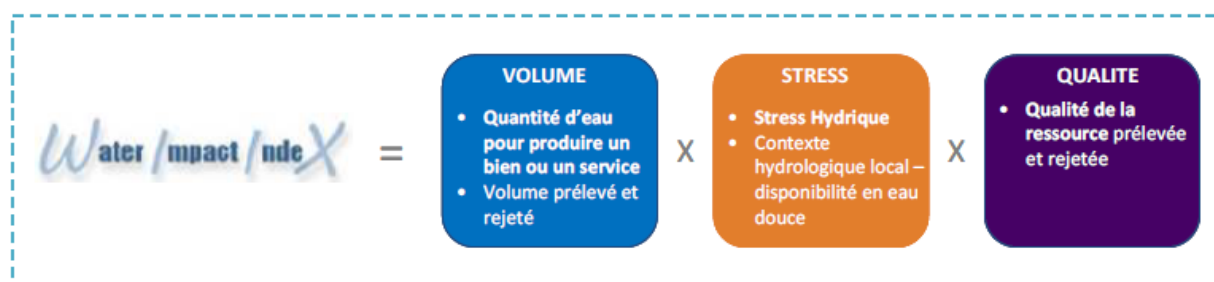 Water Impact IndeX
=
VOLUME
• Quantité d'eau
pour produire un
bien ou un service
• Volume prélevé et
rejeté
X
STRESS
• Stress Hydrique
• Contexte
hydrologique local –
disponibilité en eau
douce
X
QUALITE
• Qualité de la
ressource prélevée
et rejetée